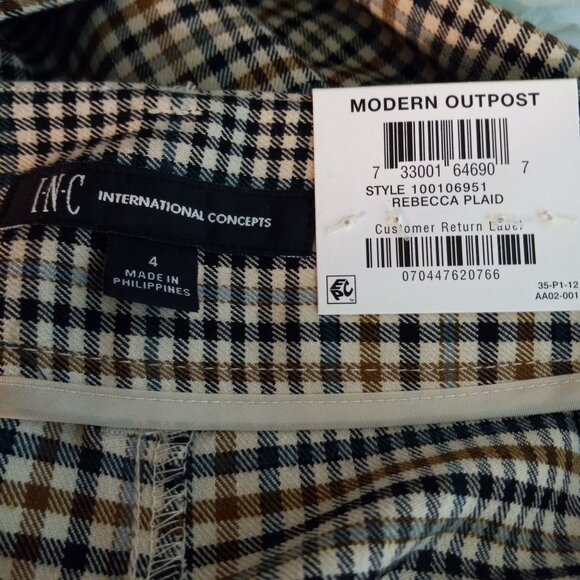 I·N·C INTERNATIONAL CONCEPTS
4
MADE IN
PHILIPPINES
MODERN OUTPOST
7 33001 64690 7
STYLE 100106951
REBECCA PLAID
Customer Return Label
070447620766
EPC
35-P1-12
AA02-001